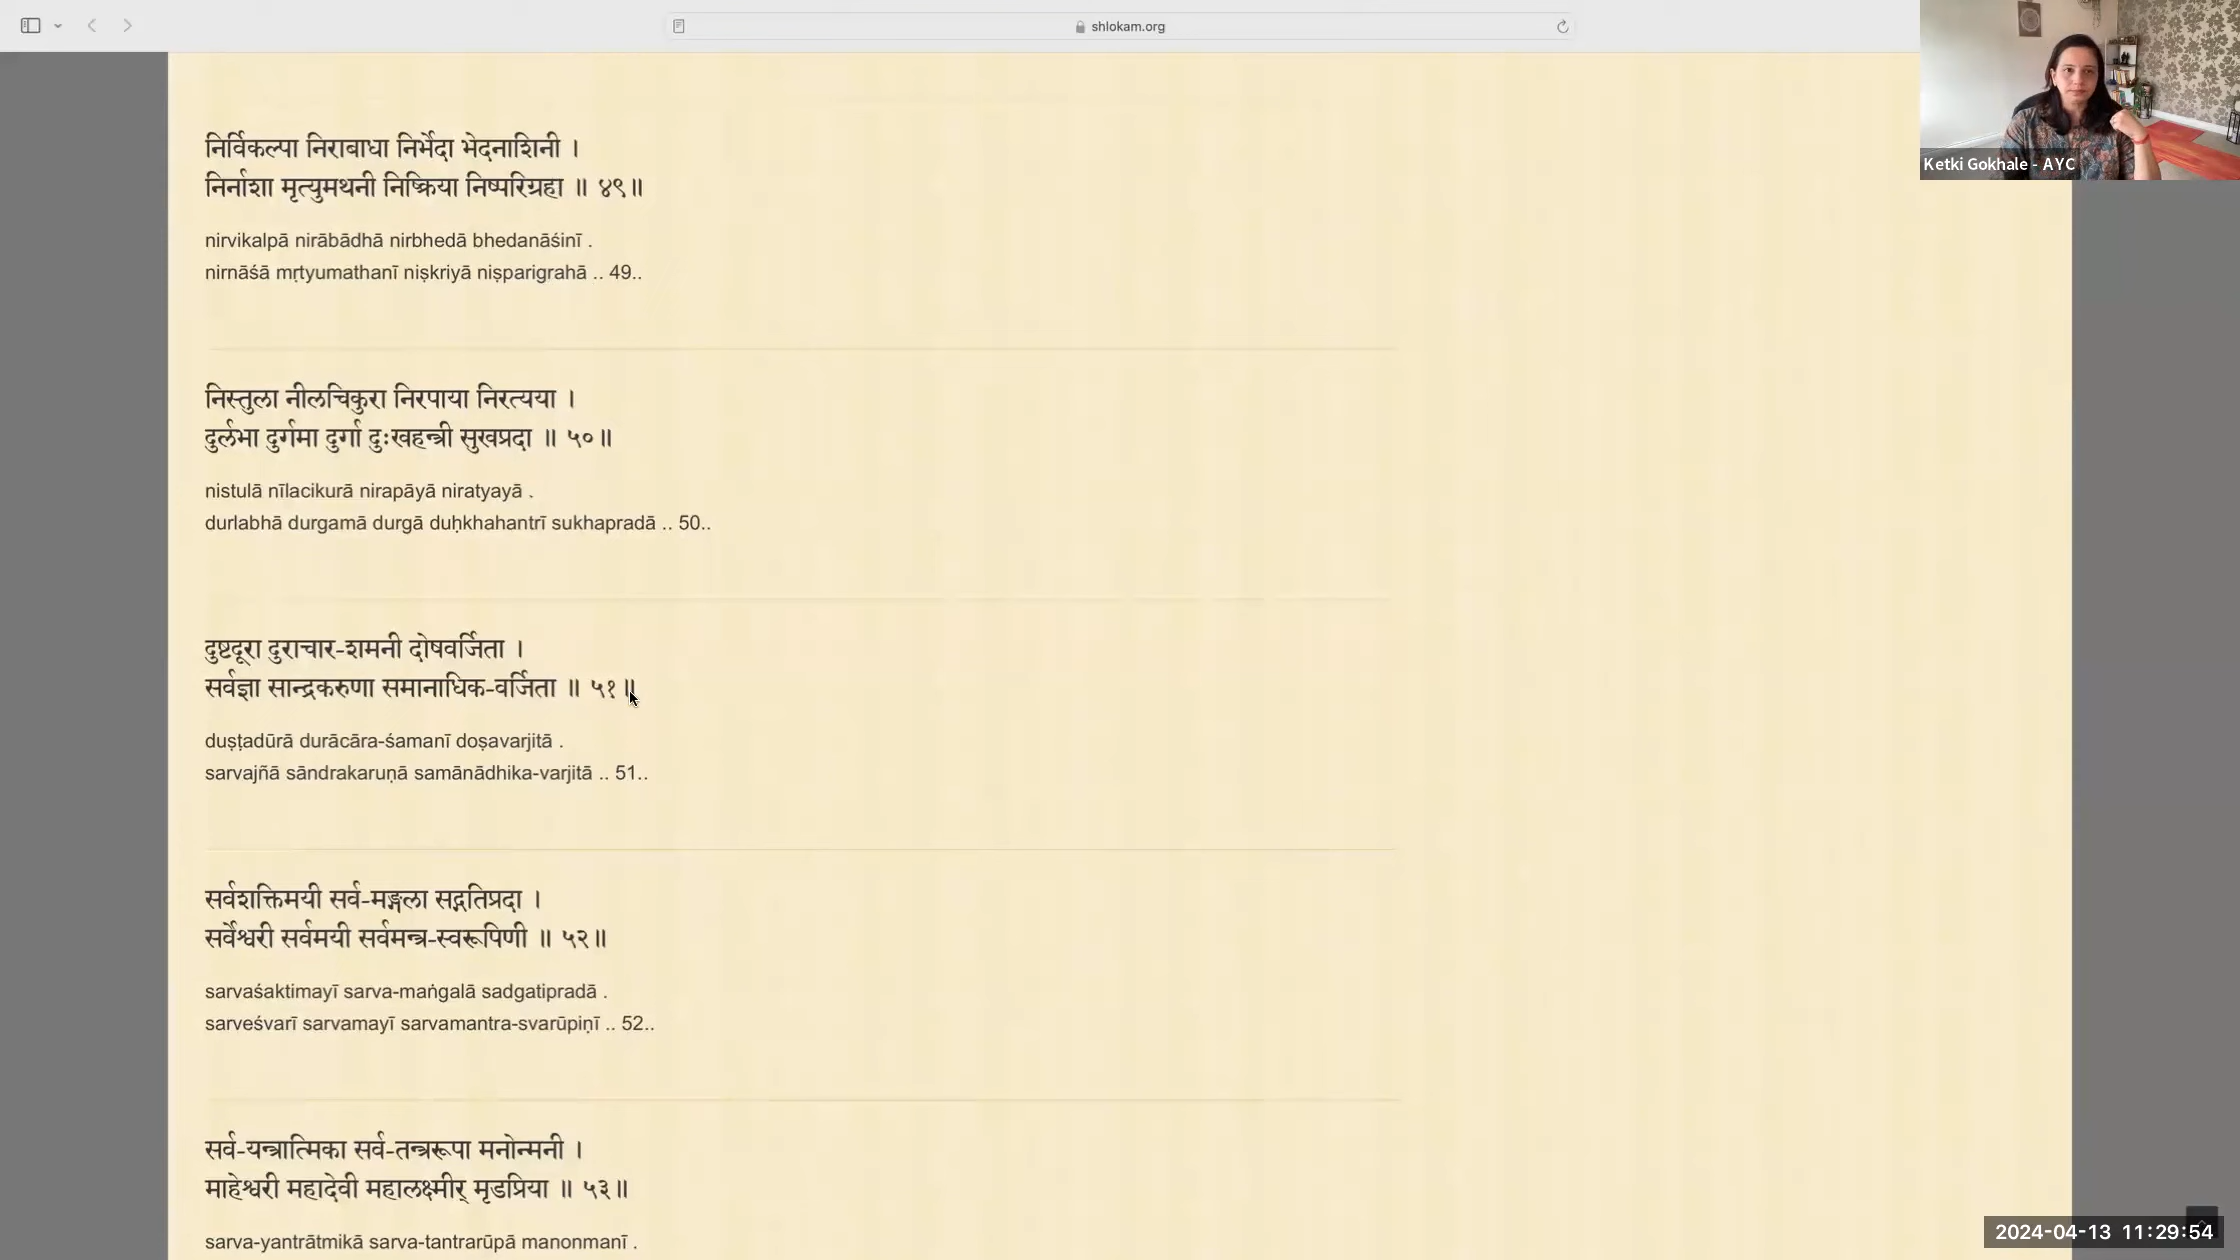 shlokam.org
Ketki Gokhale - AYC
निर्विकल्पा निराबाधा निर्भेदा भेदनाशिनी ।
निर्नाशा मृत्युमथनी निष्क्रिया निष्परिग्रहा ॥ ४९॥
nirvikalpā nirābādhā nirbhedā bhedanāśinī .
nirnāśā mṛtyumathanī niṣkriyā niṣparigrahā .. 49..
निस्तुला नीलचिकुरा निरपाया निरत्यया ।
दुर्लभा दुर्गमा दुर्गा दुःखहन्त्री सुखप्रदा ॥ ५०॥
nistulā nīlacikurā nirapāyā niratyayā .
durlabhā durgamā durgā duḥkhahantrī sukhapradā .. 50..
दुष्टदूरा दुराचार-शमनी दोषवर्जिता ।
सर्वज्ञा सान्द्रकरुणा समानाधिक-वर्जिता ॥ ५१॥
duṣṭadūrā durācāra-śamanī doṣavarjitā .
sarvajñā sāndrakaruṇā samānādhika-varjitā .. 51..
सर्वशक्तिमयी सर्व-मङ्गला सद्गतिप्रदा ।
सर्वेश्वरी सर्वमयी सर्वमन्त्र-स्वरूपिणी ॥ ५२॥
sarvaśaktimayī sarva-maṅgalā sadgatipradā .
sarveśvarī sarvamayī sarvamantra-svarūpiṇī .. 52..
सर्व-यन्त्रात्मिका सर्व-तन्त्ररूपा मनोन्मनी ।
माहेश्वरी महादेवी महालक्ष्मीर् मृडप्रिया ॥ ५३॥
sarva-yantrātmikā sarva-tantrarūpā manonmanī .
2024-04-13 11:29:54